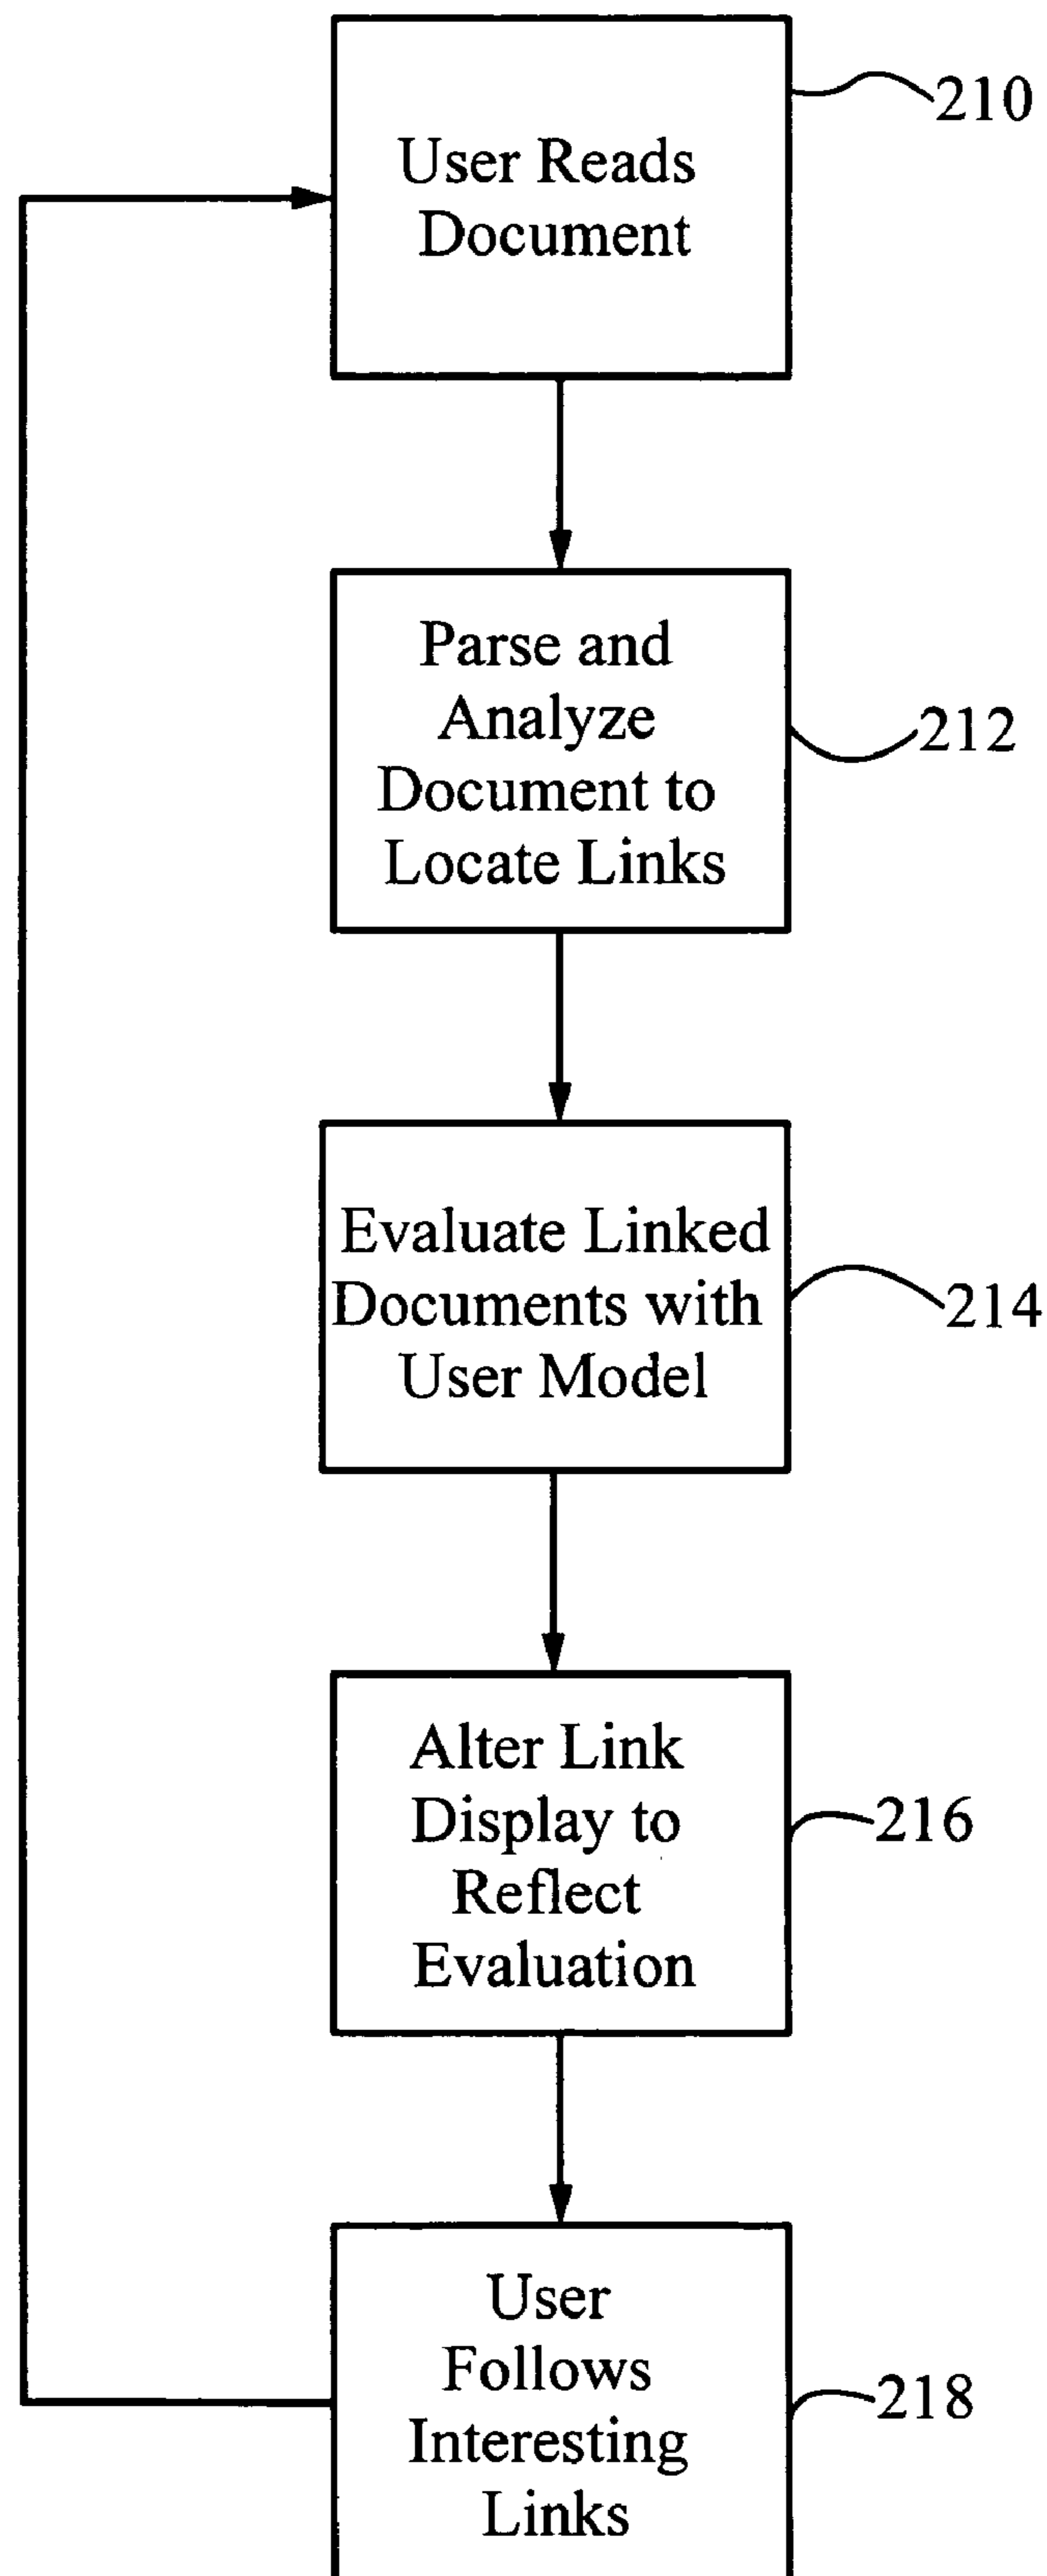 User Reads
Document
210
Parse and
Analyze
Document to
Locate Links
212
Evaluate Linked
Documents with
User Model
214
Alter Link
Display to
Reflect
Evaluation
216
User
Follows
Interesting
Links
218